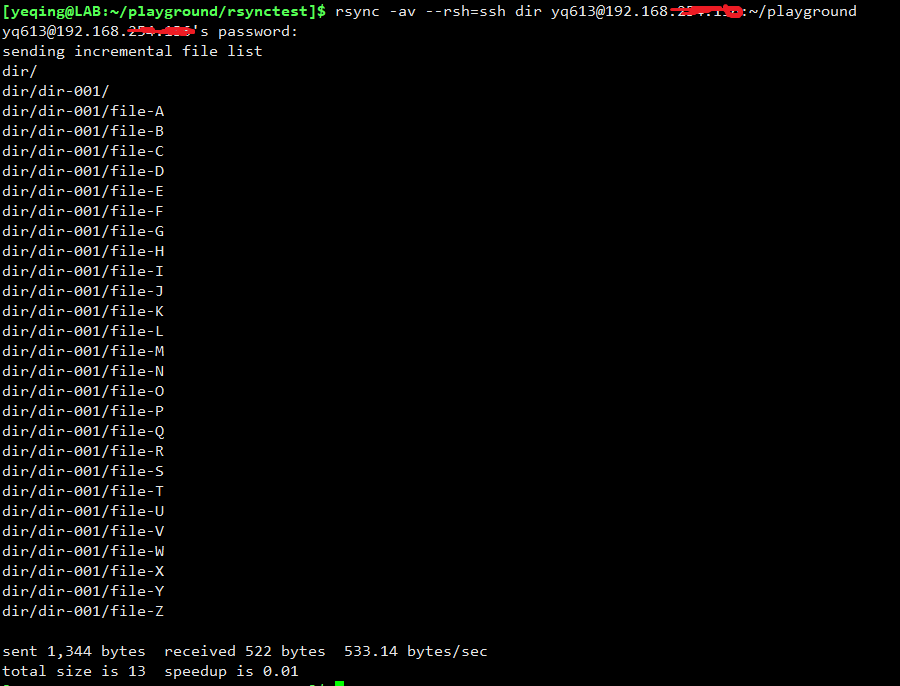 [yeqing@LAB:~/playground/rsynctest]$ rsync -av --rsh=ssh dir yq613@192.168.:~/playground
yq613@192.168.'s password:
sending incremental file list
dir/
dir/dir-001/
dir/dir-001/file-A
dir/dir-001/file-B
dir/dir-001/file-C
dir/dir-001/file-D
dir/dir-001/file-E
dir/dir-001/file-F
dir/dir-001/file-G
dir/dir-001/file-H
dir/dir-001/file-I
dir/dir-001/file-J
dir/dir-001/file-K
dir/dir-001/file-L
dir/dir-001/file-M
dir/dir-001/file-N
dir/dir-001/file-O
dir/dir-001/file-P
dir/dir-001/file-Q
dir/dir-001/file-R
dir/dir-001/file-S
dir/dir-001/file-T
dir/dir-001/file-U
dir/dir-001/file-V
dir/dir-001/file-W
dir/dir-001/file-X
dir/dir-001/file-Y
dir/dir-001/file-Z
sent 1,344 bytes  received 522 bytes  533.14 bytes/sec
total size is 13  speedup is 0.01